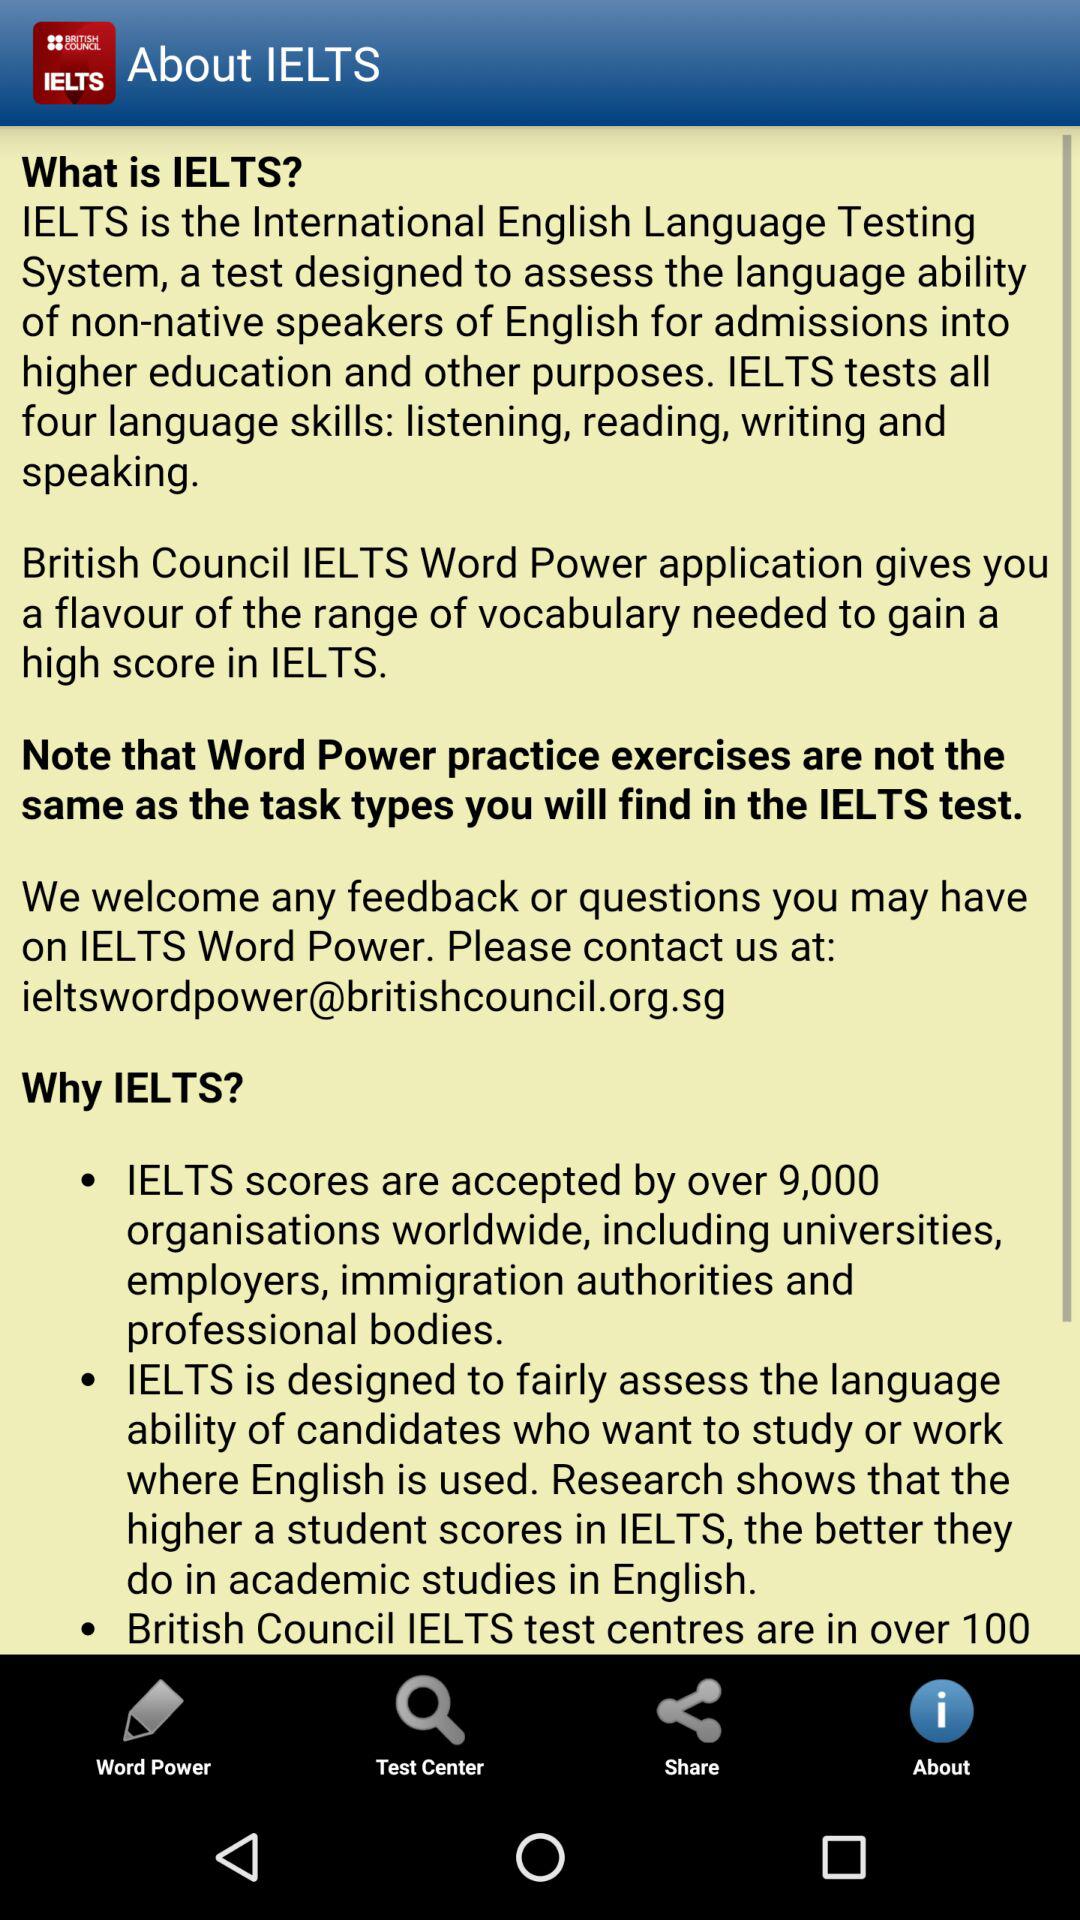 BRITISH
COUNCIL
IELTS
About IELTS
What is IELTS?
IELTS is the International English Language Testing
System, a test designed to assess the language ability
of non-native speakers of English for admissions into
higher education and other purposes. IELTS tests all
four language skills: listening, reading, writing and
speaking.
British Council IELTS Word Power application gives you
a flavour of the range of vocabulary needed to gain a
high score in IELTS.
Note that Word Power practice exercises are not the
same as the task types you will find in the IELTS test.
We welcome any feedback or questions you may have
on IELTS Word Power. Please contact us at:
ieltswordpower@britishcouncil.org.sg
Why IELTS?
• IELTS scores are accepted by over 9,000
organisations worldwide, including universities,
employers, immigration authorities and
professional bodies.
• IELTS is designed to fairly assess the language
ability of candidates who want to study or work
where English is used. Research shows that the
higher a student scores in IELTS, the better they
do in academic studies in English.
• British Council IELTS test centres are in over 100
Word Power
Test Center
Share
About